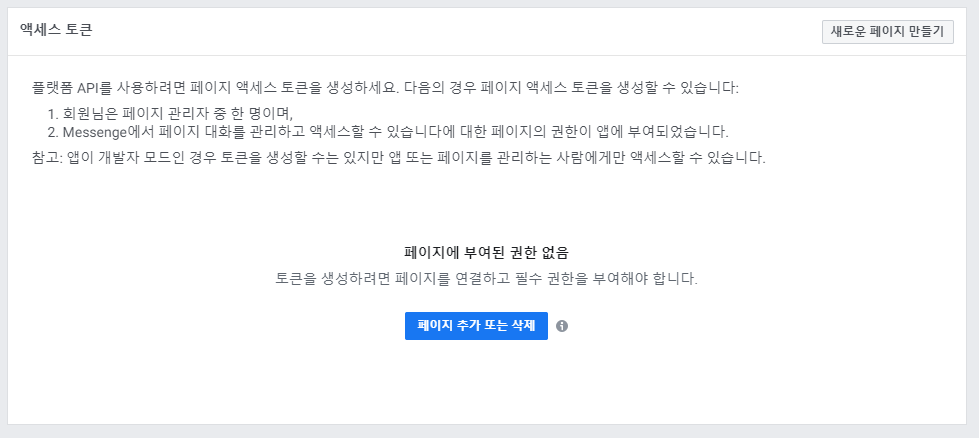 액세스 토큰
새로운 페이지 만들기
플랫폼 API를 사용하려면 페이지 액세스 토큰을 생성하세요. 다음의 경우 페이지 액세스 토큰을 생성할 수 있습니다:
1. 회원님은 페이지 관리자 중 한 명이며,
2. Messenge에서 페이지 대화를 관리하고 액세스할 수 있습니다에 대한 페이지의 권한이 앱에 부여되었습니다.
참고: 앱이 개발자 모드인 경우 토큰을 생성할 수는 있지만 앱 또는 페이지를 관리하는 사람에게만 액세스할 수 있습니다.
페이지에 부여된 권한 없음
토큰을 생성하려면 페이지를 연결하고 필수 권한을 부여해야 합니다.
페이지 추가 또는 삭제